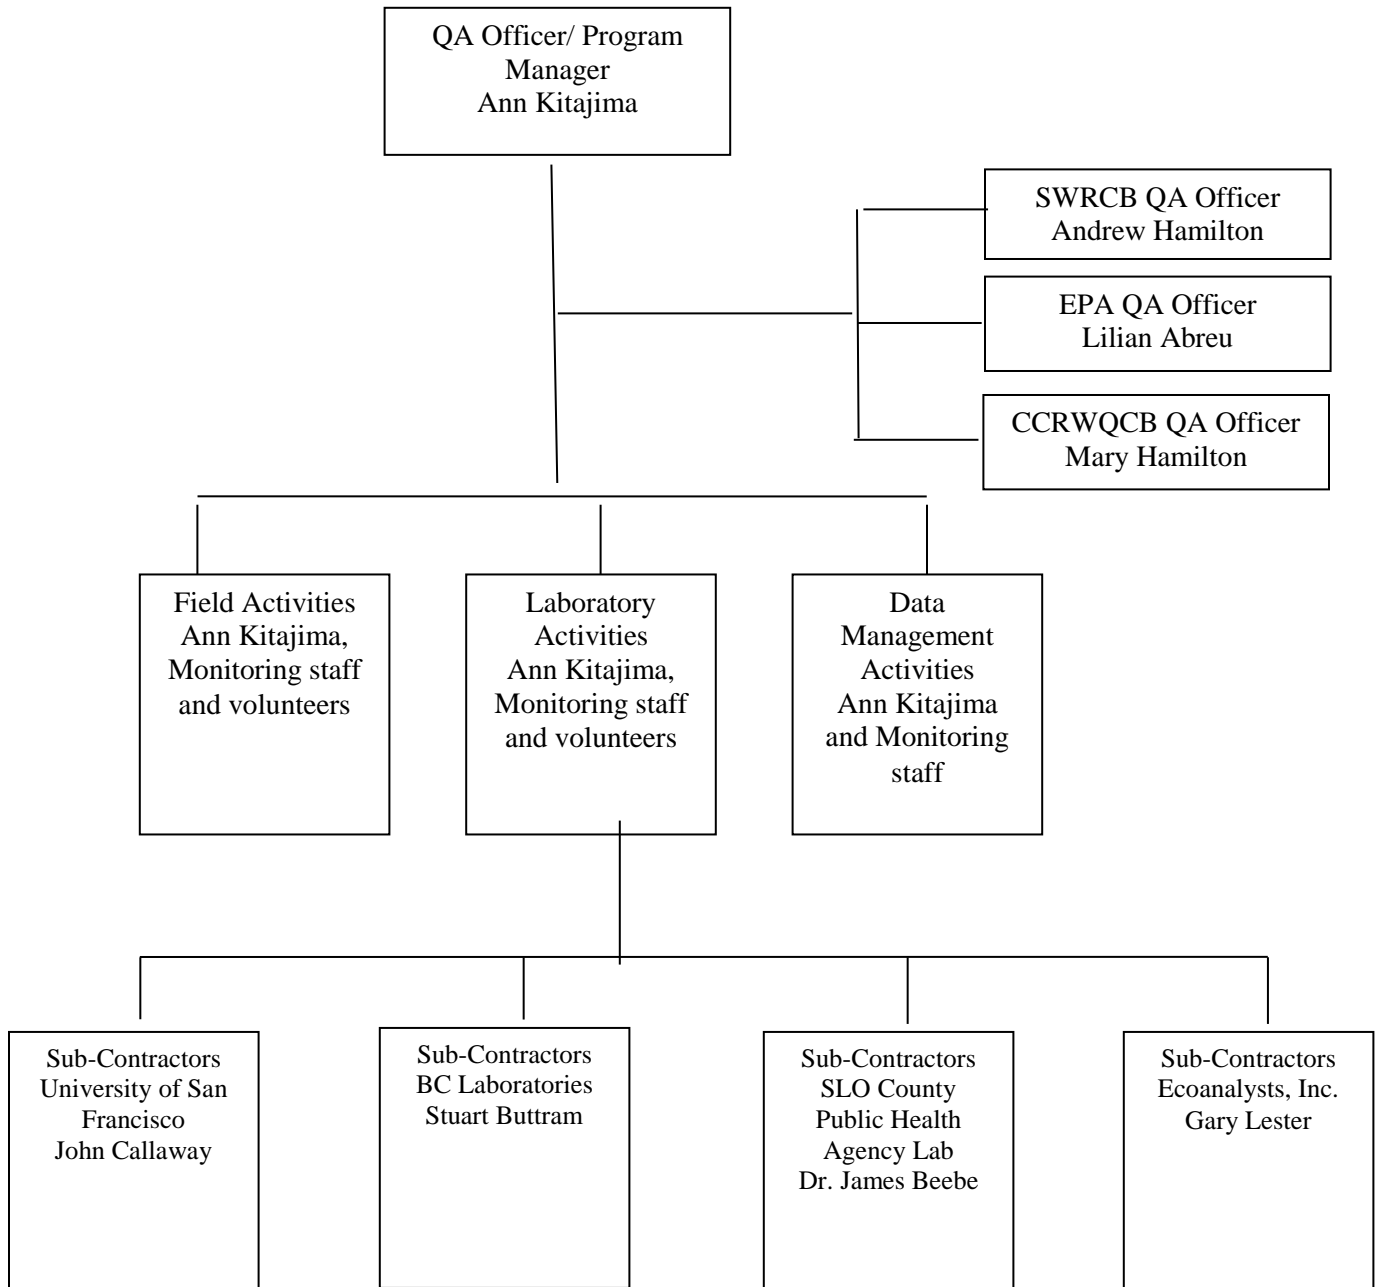 QA Officer/ Program
Manager
Ann Kitajima
SWRCB QA Officer
Andrew Hamilton
EPA QA Officer
Lilian Abreu
CCRWQCB QA Officer
Mary Hamilton
Field Activities
Ann Kitajima,
Monitoring staff
and volunteers
Laboratory
Activities
Ann Kitajima,
Monitoring staff
and volunteers
Data
Management
Activities
Ann Kitajima
and Monitoring
staff
Sub-Contractors
University of San
Francisco
John Callaway
Sub-Contractors
BC Laboratories
Stuart Buttram
Sub-Contractors
SLO County
Public Health
Agency Lab
Dr. James Beebe
Sub-Contractors
Ecoanalysts, Inc.
Gary Lester